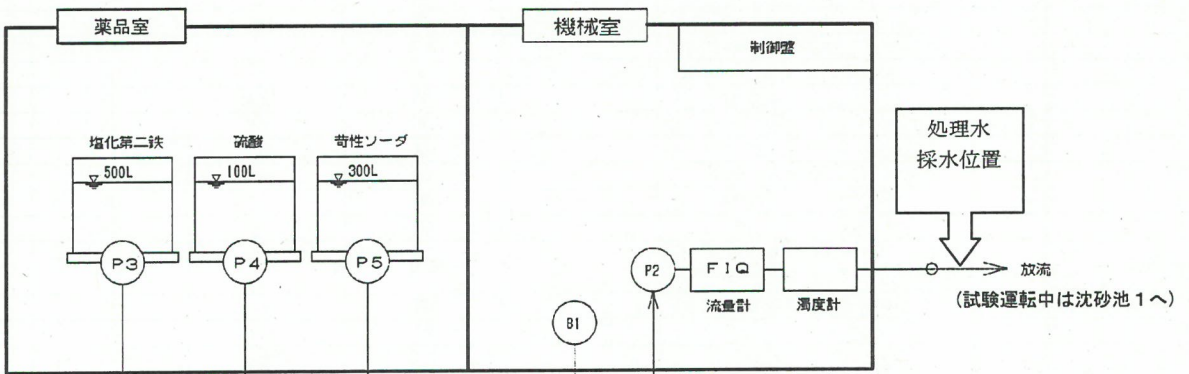 薬品室
機械室
制御盤
塩化第二鉄
硫酸
苛性ソーダ
500L
100L
300L
P3
P4
P5
処理水
採水位置
P2
FIQ
流量計
濁度計
放流
(試験運転中は沈砂池1へ)
B1